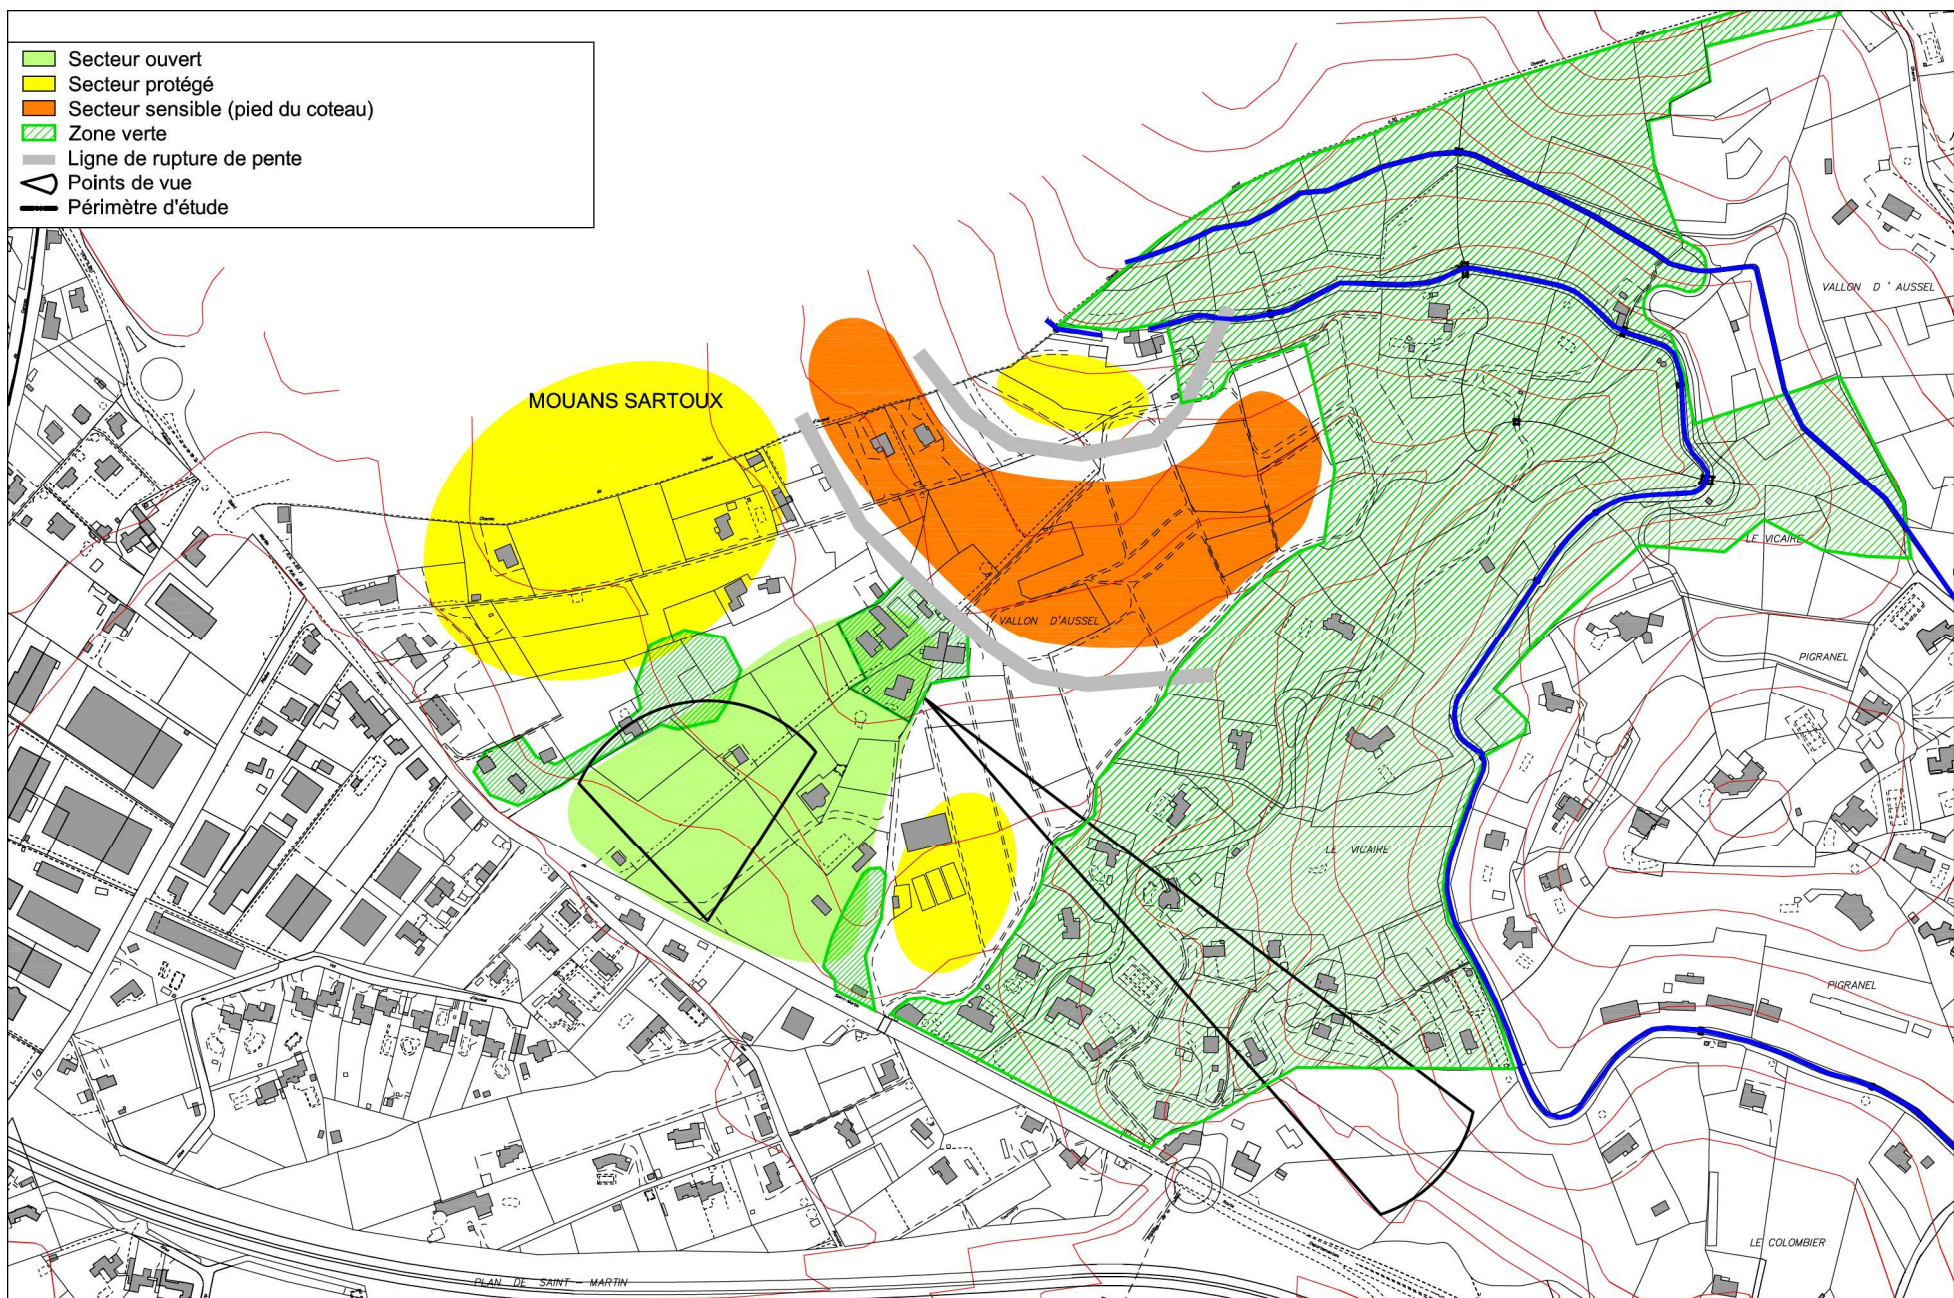 Secteur ouvert
Secteur protégé
Secteur sensible (pied du coteau)
Zone verte
Ligne de rupture de pente
Points de vue
Périmètre d'étude
VALLON D ' AUSSEL
MOUANS SARTOUX
LE VICAIRE
VALLON D'AUSSEL
PIGRANEL
LE VICAIRE
PIGRANEL
LE COLOMBIER
PLAN DE SAINT - MARTIN